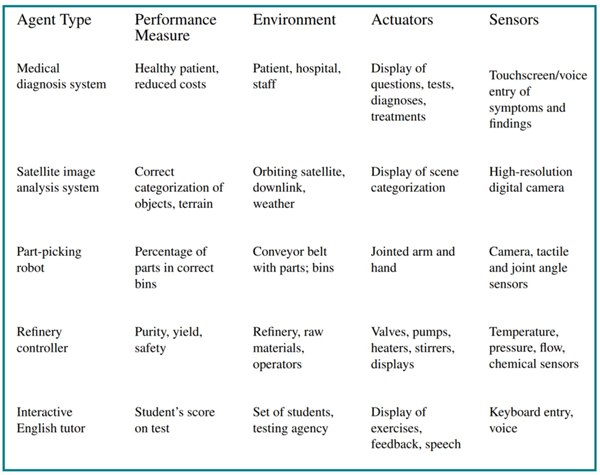 Agent Type
Performance
Measure
Environment
Actuators
Sensors
Medical
diagnosis system
Healthy patient,
reduced costs
Patient, hospital,
staff
Display of
questions, tests,
diagnoses,
treatments
Touchscreen/voice
entry of
symptoms and
findings
Satellite image
analysis system
Correct
categorization of
objects, terrain
Orbiting satellite,
downlink,
weather
Display of scene
categorization
High-resolution
digital camera
Part-picking
robot
Percentage of
parts in correct
bins
Conveyor belt
with parts; bins
Jointed arm and
hand
Camera, tactile
and joint angle
sensors
Refinery
controller
Purity, yield,
safety
Refinery, raw
materials,
operators
Valves, pumps,
heaters, stirrers,
displays
Temperature,
pressure, flow,
chemical sensors
Interactive
English tutor
Student's score
on test
Set of students,
testing agency
Display of
exercises,
feedback, speech
Keyboard entry,
voice